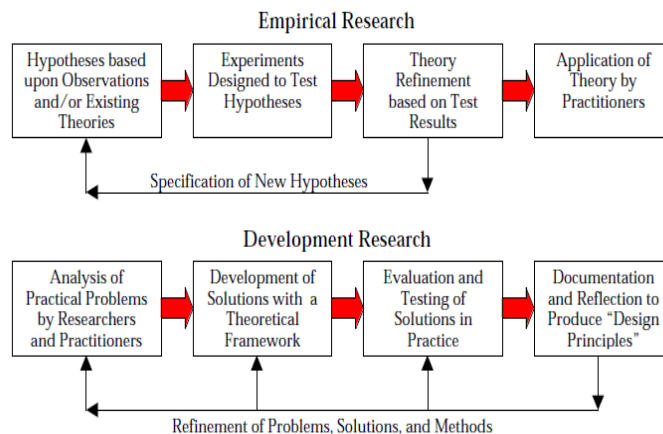 Empirical Research
Hypotheses based
upon Observations
and/or Existing
Theories
Experiments
Designed to Test
Hypotheses
Theory
Refinement
based on Test
Results
Application of
Theory by
Practitioners
Specification of New Hypotheses
Development Research
Analysis of
Practical Problems
by Researchers
and Practitioners
Development of
Solutions with a
Theoretical
Framework
Evaluation and
Testing of
Solutions in
Practice
Documentation
and Reflection to
Produce “Design
Principles”
Refinement of Problems, Solutions, and Methods